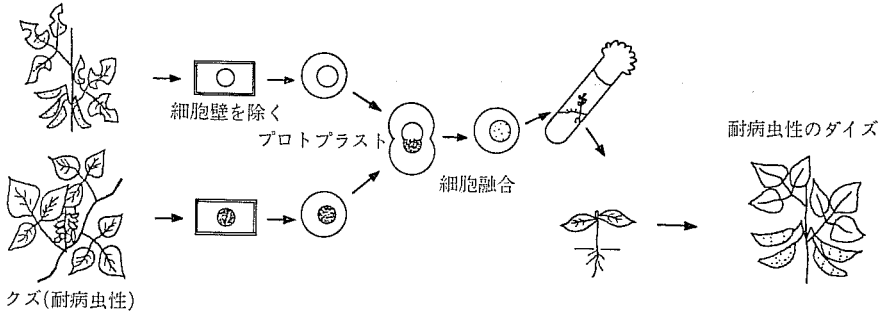 細胞壁を除く
プロトプラスト
細胞融合
耐病虫性のダイズ
クズ(耐病虫性)